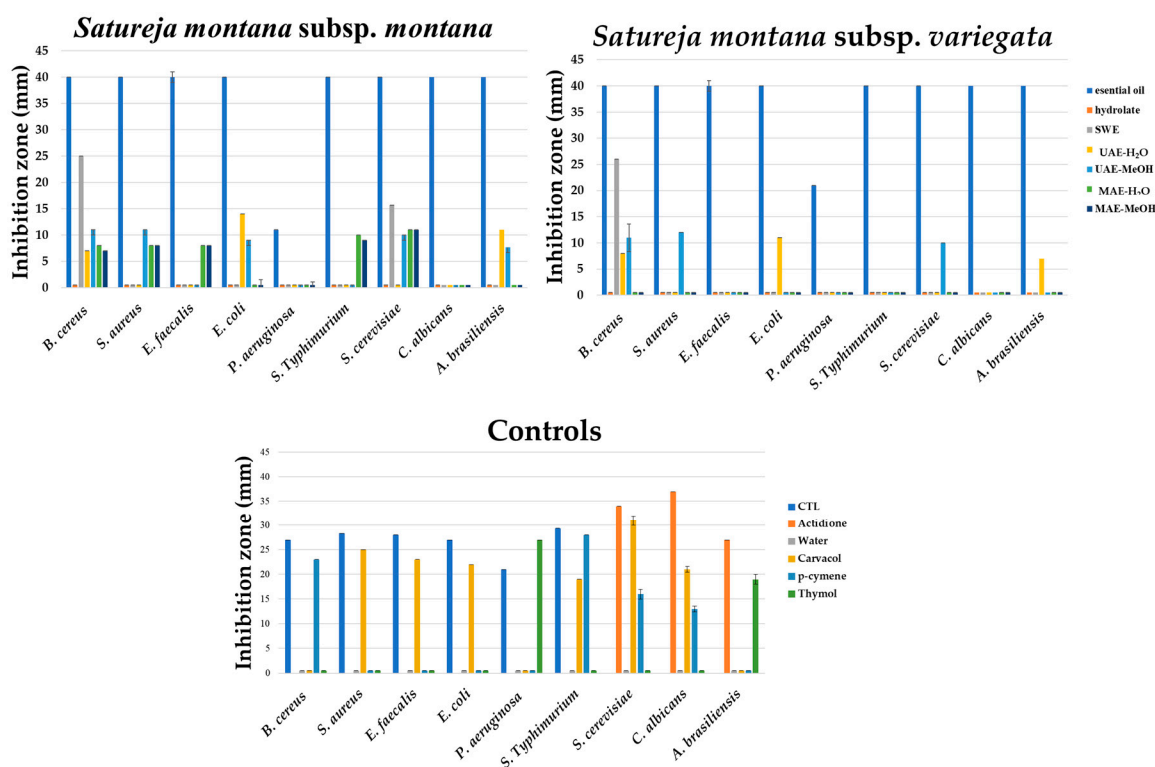 Satureja montana subsp. montana
Inhibition zone (mm)
45
40
35
30
25
20
15
10
5
0
B. cereus
S. aureus
E. faecalis
E. coli
P. aeruginosa
S. Typhimurium
S. cerevisiae
C. albicans
A. brasiliensis
Satureja montana subsp. variegata
Inhibition zone (mm)
45
40
35
30
25
20
15
10
5
0
B. cereus
S. aureus
E. faecalis
E. coli
P. aeruginosa
S. Typhimurium
S. cerevisiae
C. albicans
A. brasiliensis
esential oil
hydrolate
SWE
UAE-H₂O
UAE-MeOH
MAE-H₂O
MAE-MeOH
Controls
Inhibition zone (mm)
45
40
35
30
25
20
15
10
5
0
B. cereus
S. aureus
E. faecalis
E. coli
P. aeruginosa
S. Typhimurium
S. cerevisiae
C. albicans
A. brasiliensis
CTL
Actidione
Water
Carvacol
p-cymene
Thymol